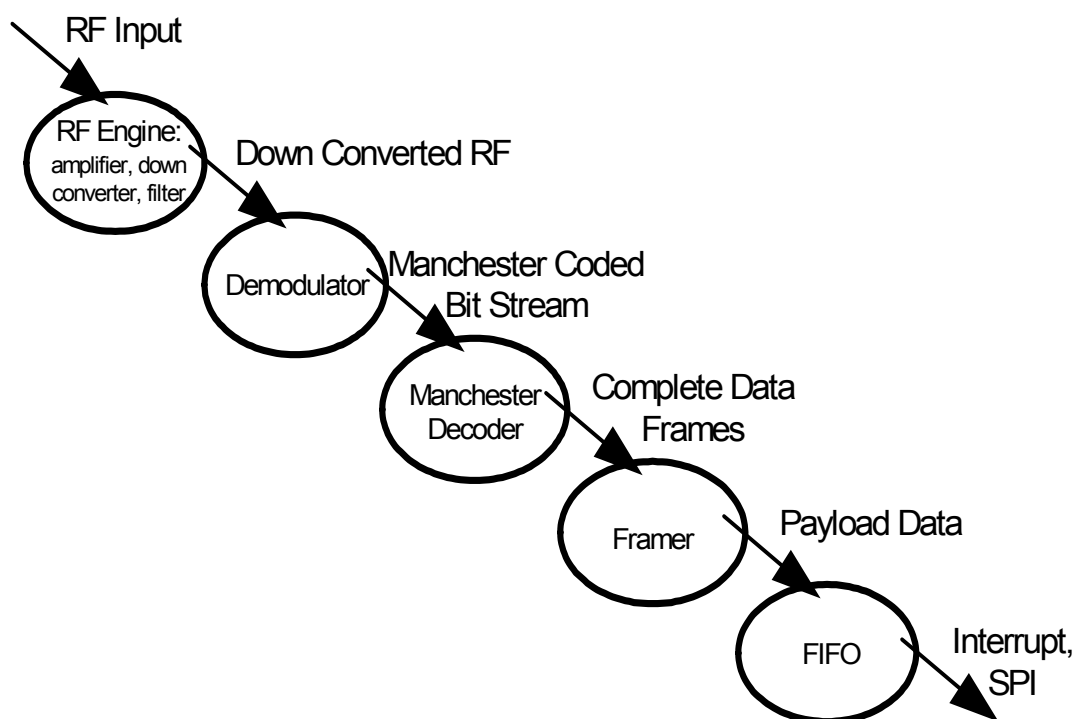 RF Input
RF Engine:
amplifier, down
converter, filter
Down Converted RF
Demodulator
Manchester Coded
Bit Stream
Manchester
Decoder
Complete Data
Frames
Framer
Payload Data
FIFO
Interrupt,
SPI